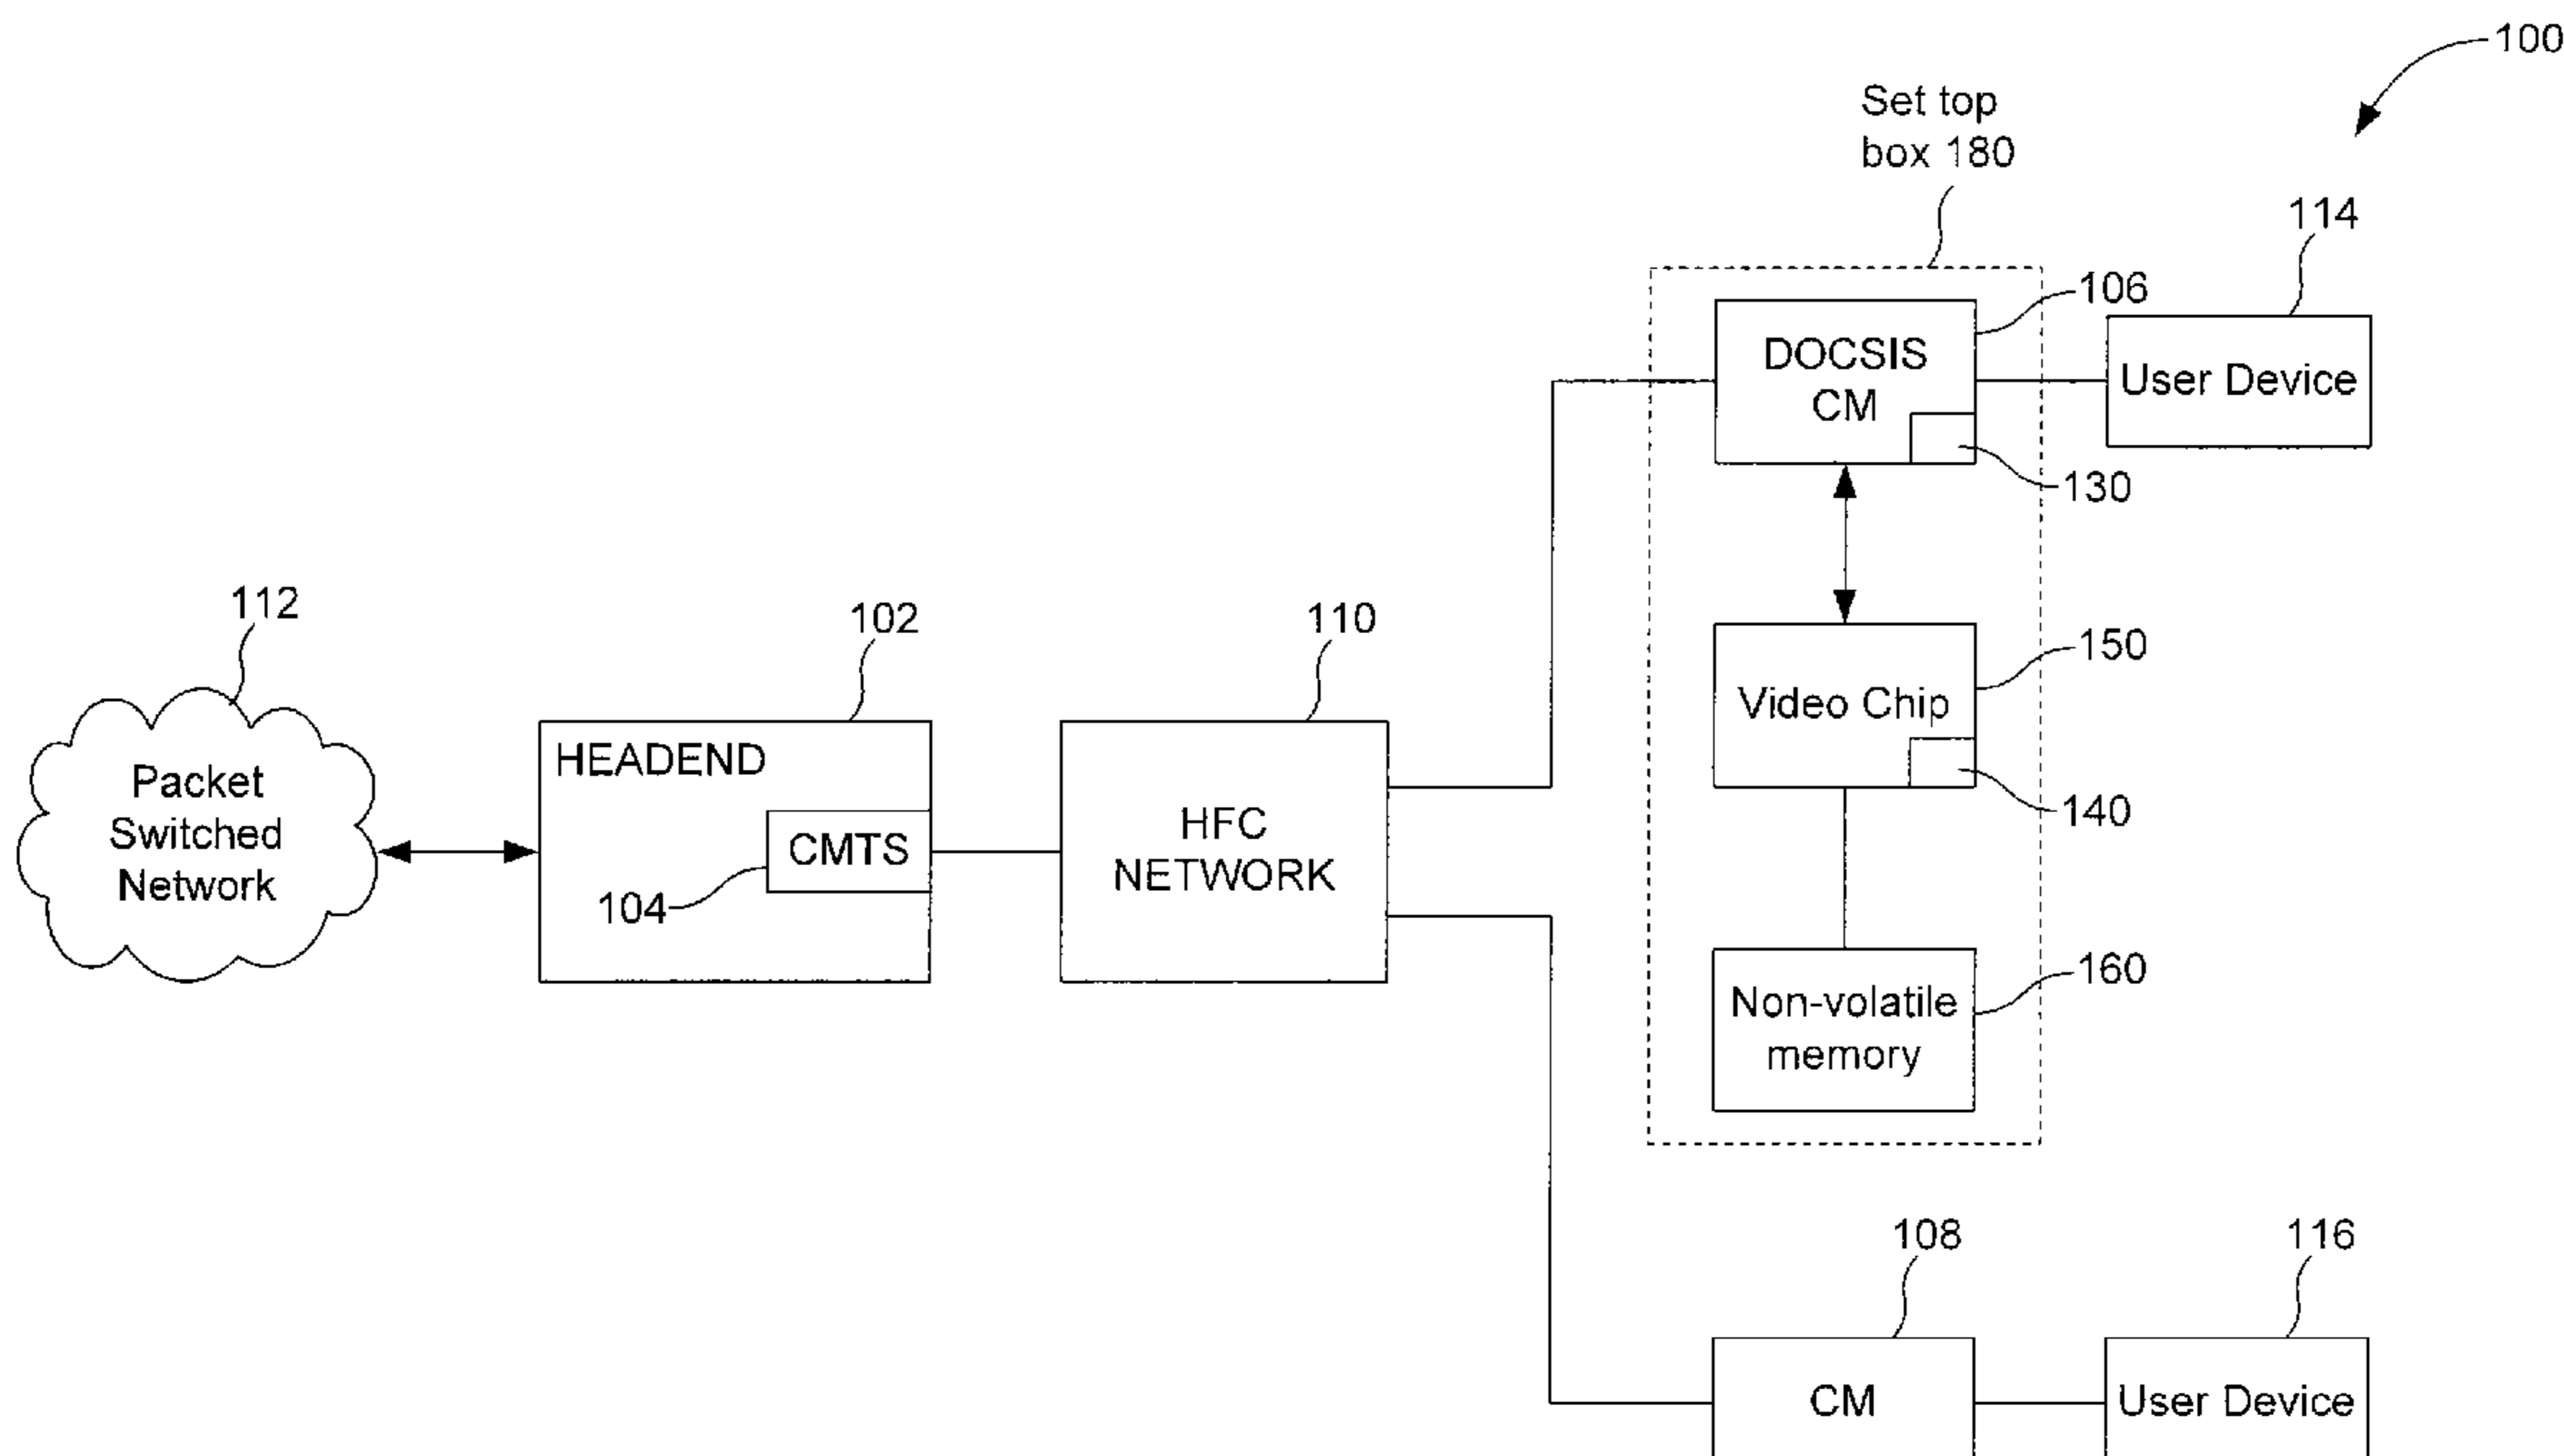 100
Set top
box 180
114
106
DOCSIS
CM
User Device
130
112
102
110
150
Packet
Switched
Network
HEADEND
CMTS
104
HFC
NETWORK
Video Chip
140
160
Non-volatile
memory
108
116
CM
User Device